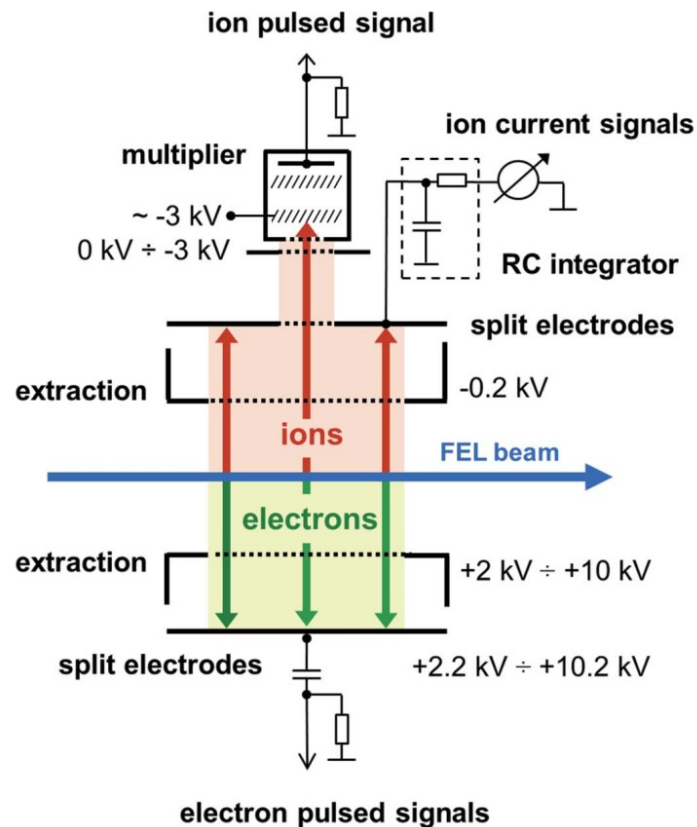 ion pulsed signal
ion current signals
multiplier
~ -3 kV
0 kV ÷ -3 kV
RC integrator
split electrodes
extraction
-0.2 kV
ions
FEL beam
electrons
extraction
+2 kV ÷ +10 kV
split electrodes
+2.2 kV ÷ +10.2 kV
electron pulsed signals